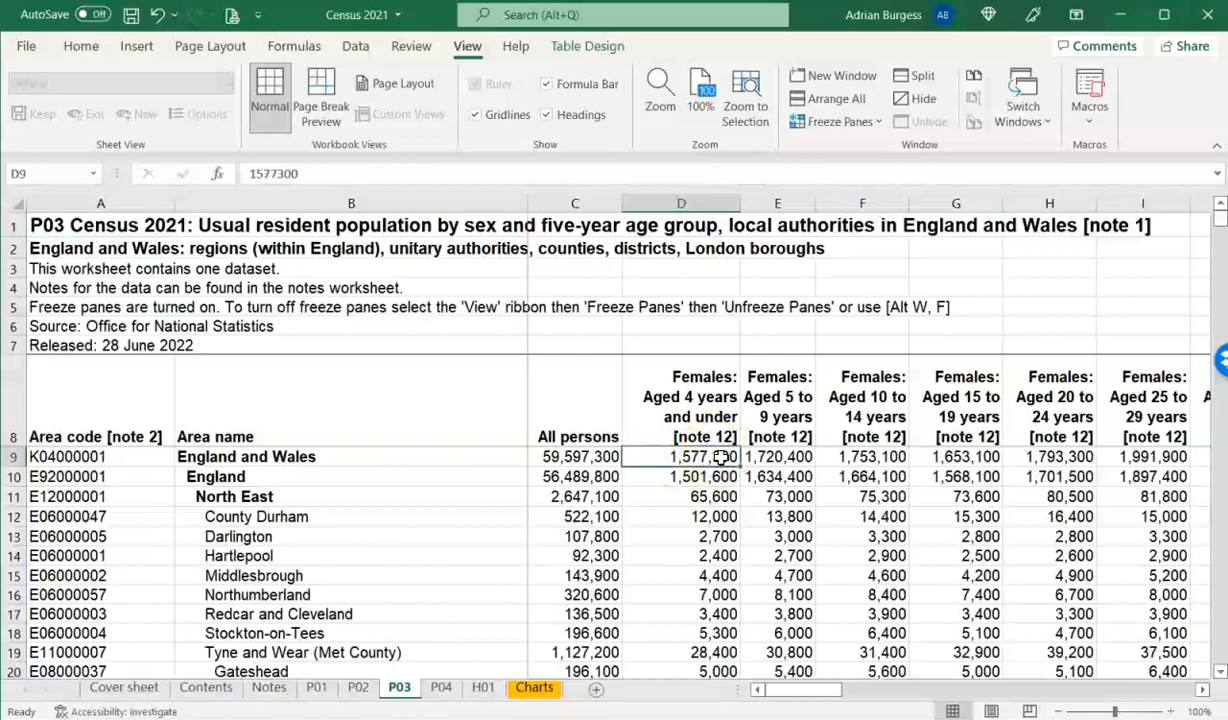 AutoSave Off Census 2021 Search (Alt+Q) Adrian Burgess AB
File Home Insert Page Layout Formulas Data Review View Help Table Design Comments Share
Default
Keep Exit New Options
Sheet View
Normal Page Break Preview Page Layout Custom Views
Workbook Views
Ruler Formula Bar
Gridlines Headings
Show
Zoom 100% Zoom to Selection
100
Zoom
New Window Split
Arrange All Hide
Freeze Panes Unhide
Switch Windows
Window
Macros
Macros
D9 fx 1577300
A B C D E F G H I
1 P03 Census 2021: Usual resident population by sex and five-year age group, local authorities in England and Wales [note 1]
2 England and Wales: regions (within England), unitary authorities, counties, districts, London boroughs
3 This worksheet contains one dataset.
4 Notes for the data can be found in the notes worksheet.
5 Freeze panes are turned on. To turn off freeze panes select the 'View' ribbon then 'Freeze Panes' then 'Unfreeze Panes' or use [Alt W, F]
6 Source: Office for National Statistics
7 Released: 28 June 2022
Females: Females: Females: Females: Females: Females:
Aged 4 years Aged 5 to Aged 10 to Aged 15 to Aged 20 to Aged 25 to A
and under 9 years 14 years 19 years 24 years 29 years
8 Area code [note 2] Area name All persons [note 12] [note 12] [note 12] [note 12] [note 12] [note 12]
9 K04000001 England and Wales 59,597,300 1,577,300 1,720,400 1,753,100 1,653,100 1,793,300 1,991,900
10 E92000001 England 56,489,800 1,501,600 1,634,400 1,664,100 1,568,100 1,701,500 1,897,400
11 E12000001 North East 2,647,100 65,600 73,000 75,300 73,600 80,500 81,800
12 E06000047 County Durham 522,100 12,000 13,800 14,400 15,300 16,400 15,000
13 E06000005 Darlington 107,800 2,700 3,000 3,300 2,800 2,800 3,300
14 E06000001 Hartlepool 92,300 2,400 2,700 2,900 2,500 2,600 2,900
15 E06000002 Middlesbrough 143,900 4,400 4,700 4,600 4,200 4,900 5,200
16 E06000057 Northumberland 320,600 7,000 8,100 8,400 7,400 6,700 8,000
17 E06000003 Redcar and Cleveland 136,500 3,400 3,800 3,900 3,400 3,300 3,900
18 E06000004 Stockton-on-Tees 196,600 5,300 6,000 6,400 5,100 4,700 6,100
19 E11000007 Tyne and Wear (Met County) 1,127,200 28,400 30,800 31,400 32,900 39,200 37,500
20 E08000037 Gateshead 196,100 5,000 5,400 5,600 5,000 5,100 6,400
Cover sheet Contents Notes P01 P02 P03 P04 H01 Charts
Ready Accessibility: Investigate 100%